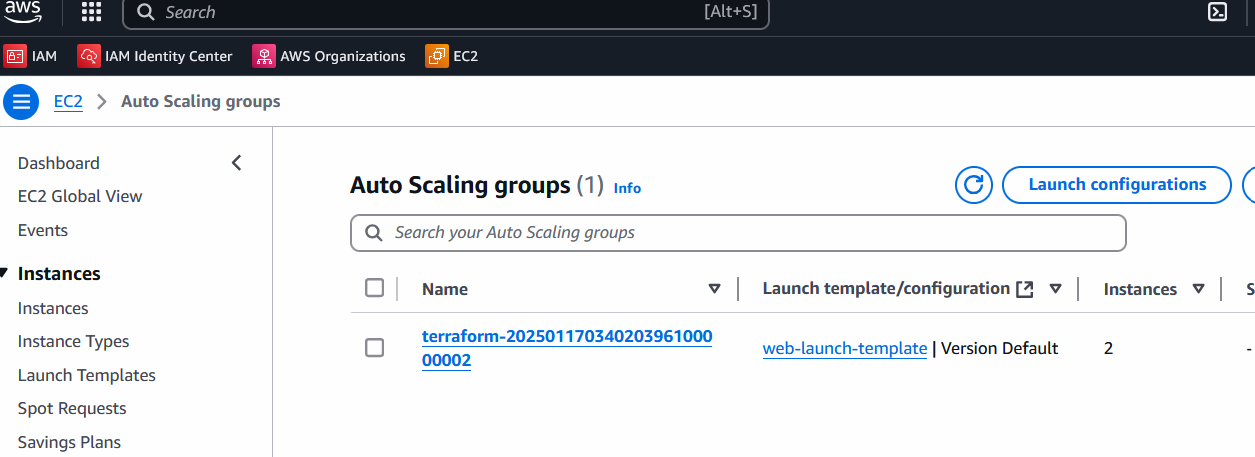 aws
Search [Alt+S]
IAM IAM Identity Center AWS Organizations EC2
EC2 > Auto Scaling groups
Dashboard
EC2 Global View
Events
Instances
Instances
Instance Types
Launch Templates
Spot Requests
Savings Plans
Auto Scaling groups (1) Info
Launch configurations
Search your Auto Scaling groups
Name Launch template/configuration Instances S
terraform-20250117034020396100000002
web-launch-template | Version Default 2 -